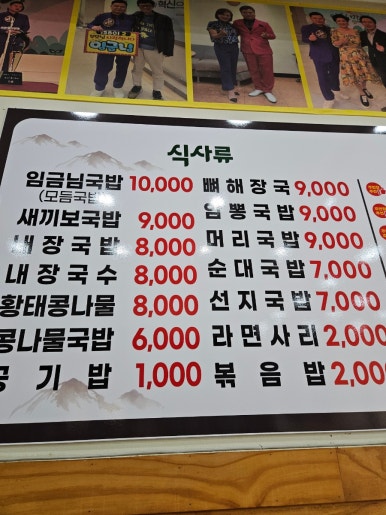 식사류
임금님국밥 10,000
(모듬국밥)
새끼보국밥 9,000
내장국밥 8,000
내장국수 8,000
황태콩나물 8,000
콩나물국밥 6,000
공기밥 1,000
뼈해장국 9,000
암뽕국밥 9,000
머리국밥 9,000
순대국밥 7,000
선지국밥 7,000
라면사리 2,000
볶음밥 2,000